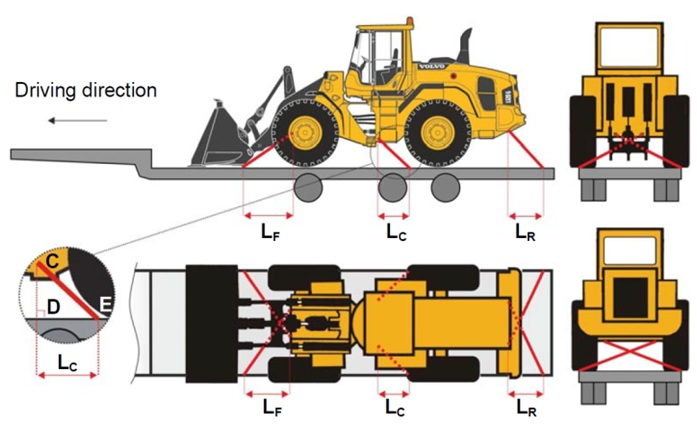 Driving direction
VOLVO
LF
LC
LR
C
D
E
LC
LF
LC
LR